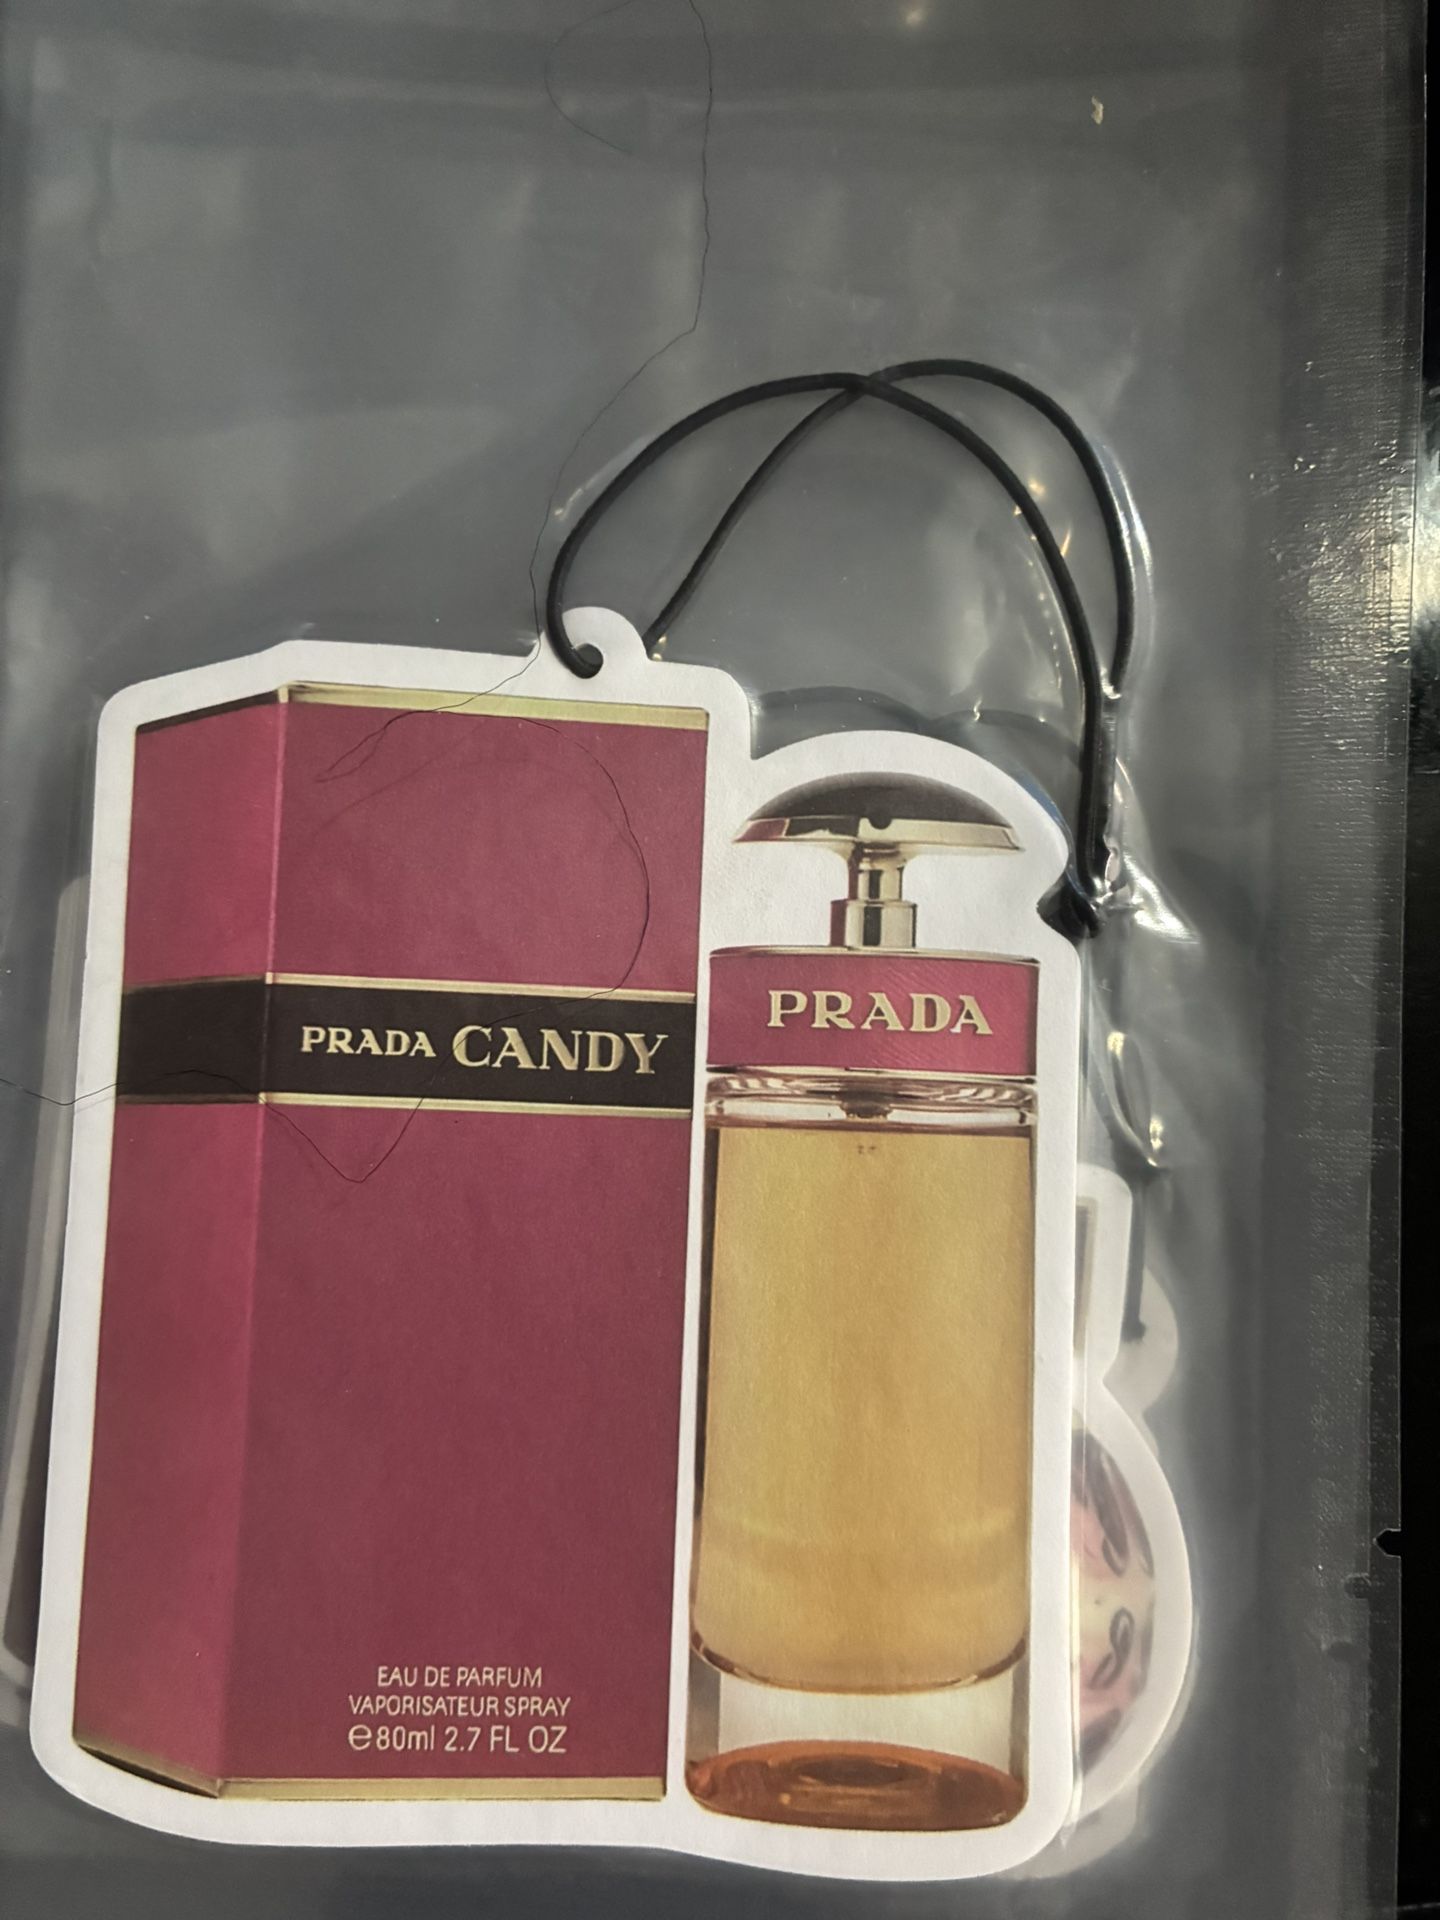 PRADA CANDY
PRADA
EAU DE PARFUM
VAPORISATEUR SPRAY
℮80ml 2.7 FL OZ